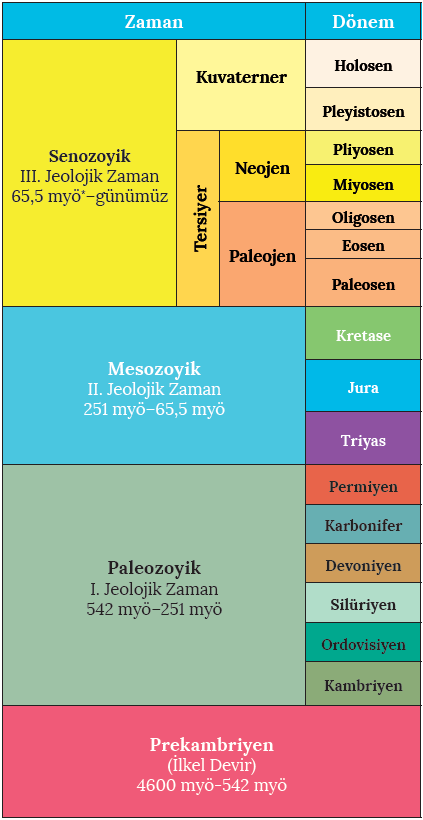 Zaman
Dönem
Senozoyik
III. Jeolojik Zaman
65,5 myö*–günümüz
Kuvaterner
Holosen
Pleyistosen
Tersiyer
Neojen
Pliyosen
Miyosen
Paleojen
Oligosen
Eosen
Paleosen
Mesozoyik
II. Jeolojik Zaman
251 myö–65,5 myö
Kretase
Jura
Triyas
Paleozoyik
I. Jeolojik Zaman
542 myö–251 myö
Permiyen
Karbonifer
Devoniyen
Silüriyen
Ordovisiyen
Kambriyen
Prekambriyen
(İlkel Devir)
4600 myö-542 myö